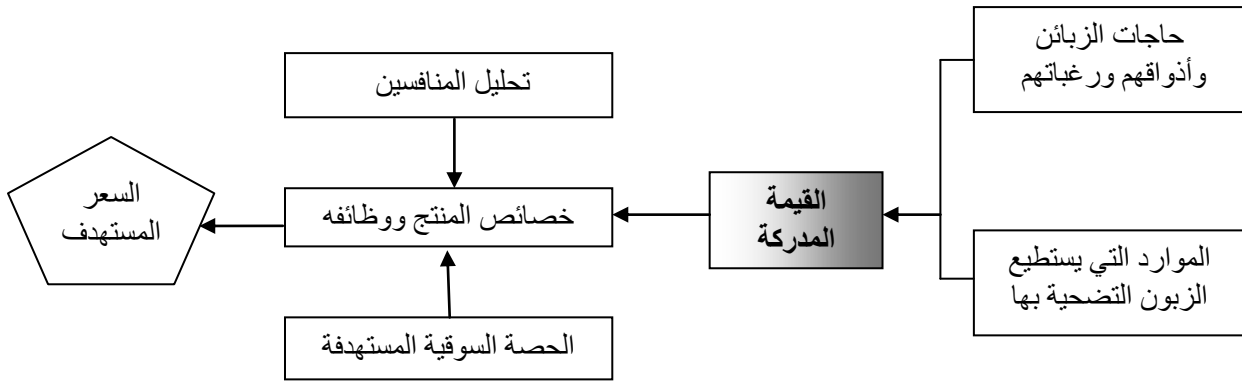 حاجات الزبائن
وأذواقهم ورغباتهم
الموارد التي يستطيع
الزبون التضحية بها
القيمة
المدركة
تحليل المنافسين
خصائص المنتج ووظائفه
الحصة السوقية المستهدفة
السعر
المستهدف